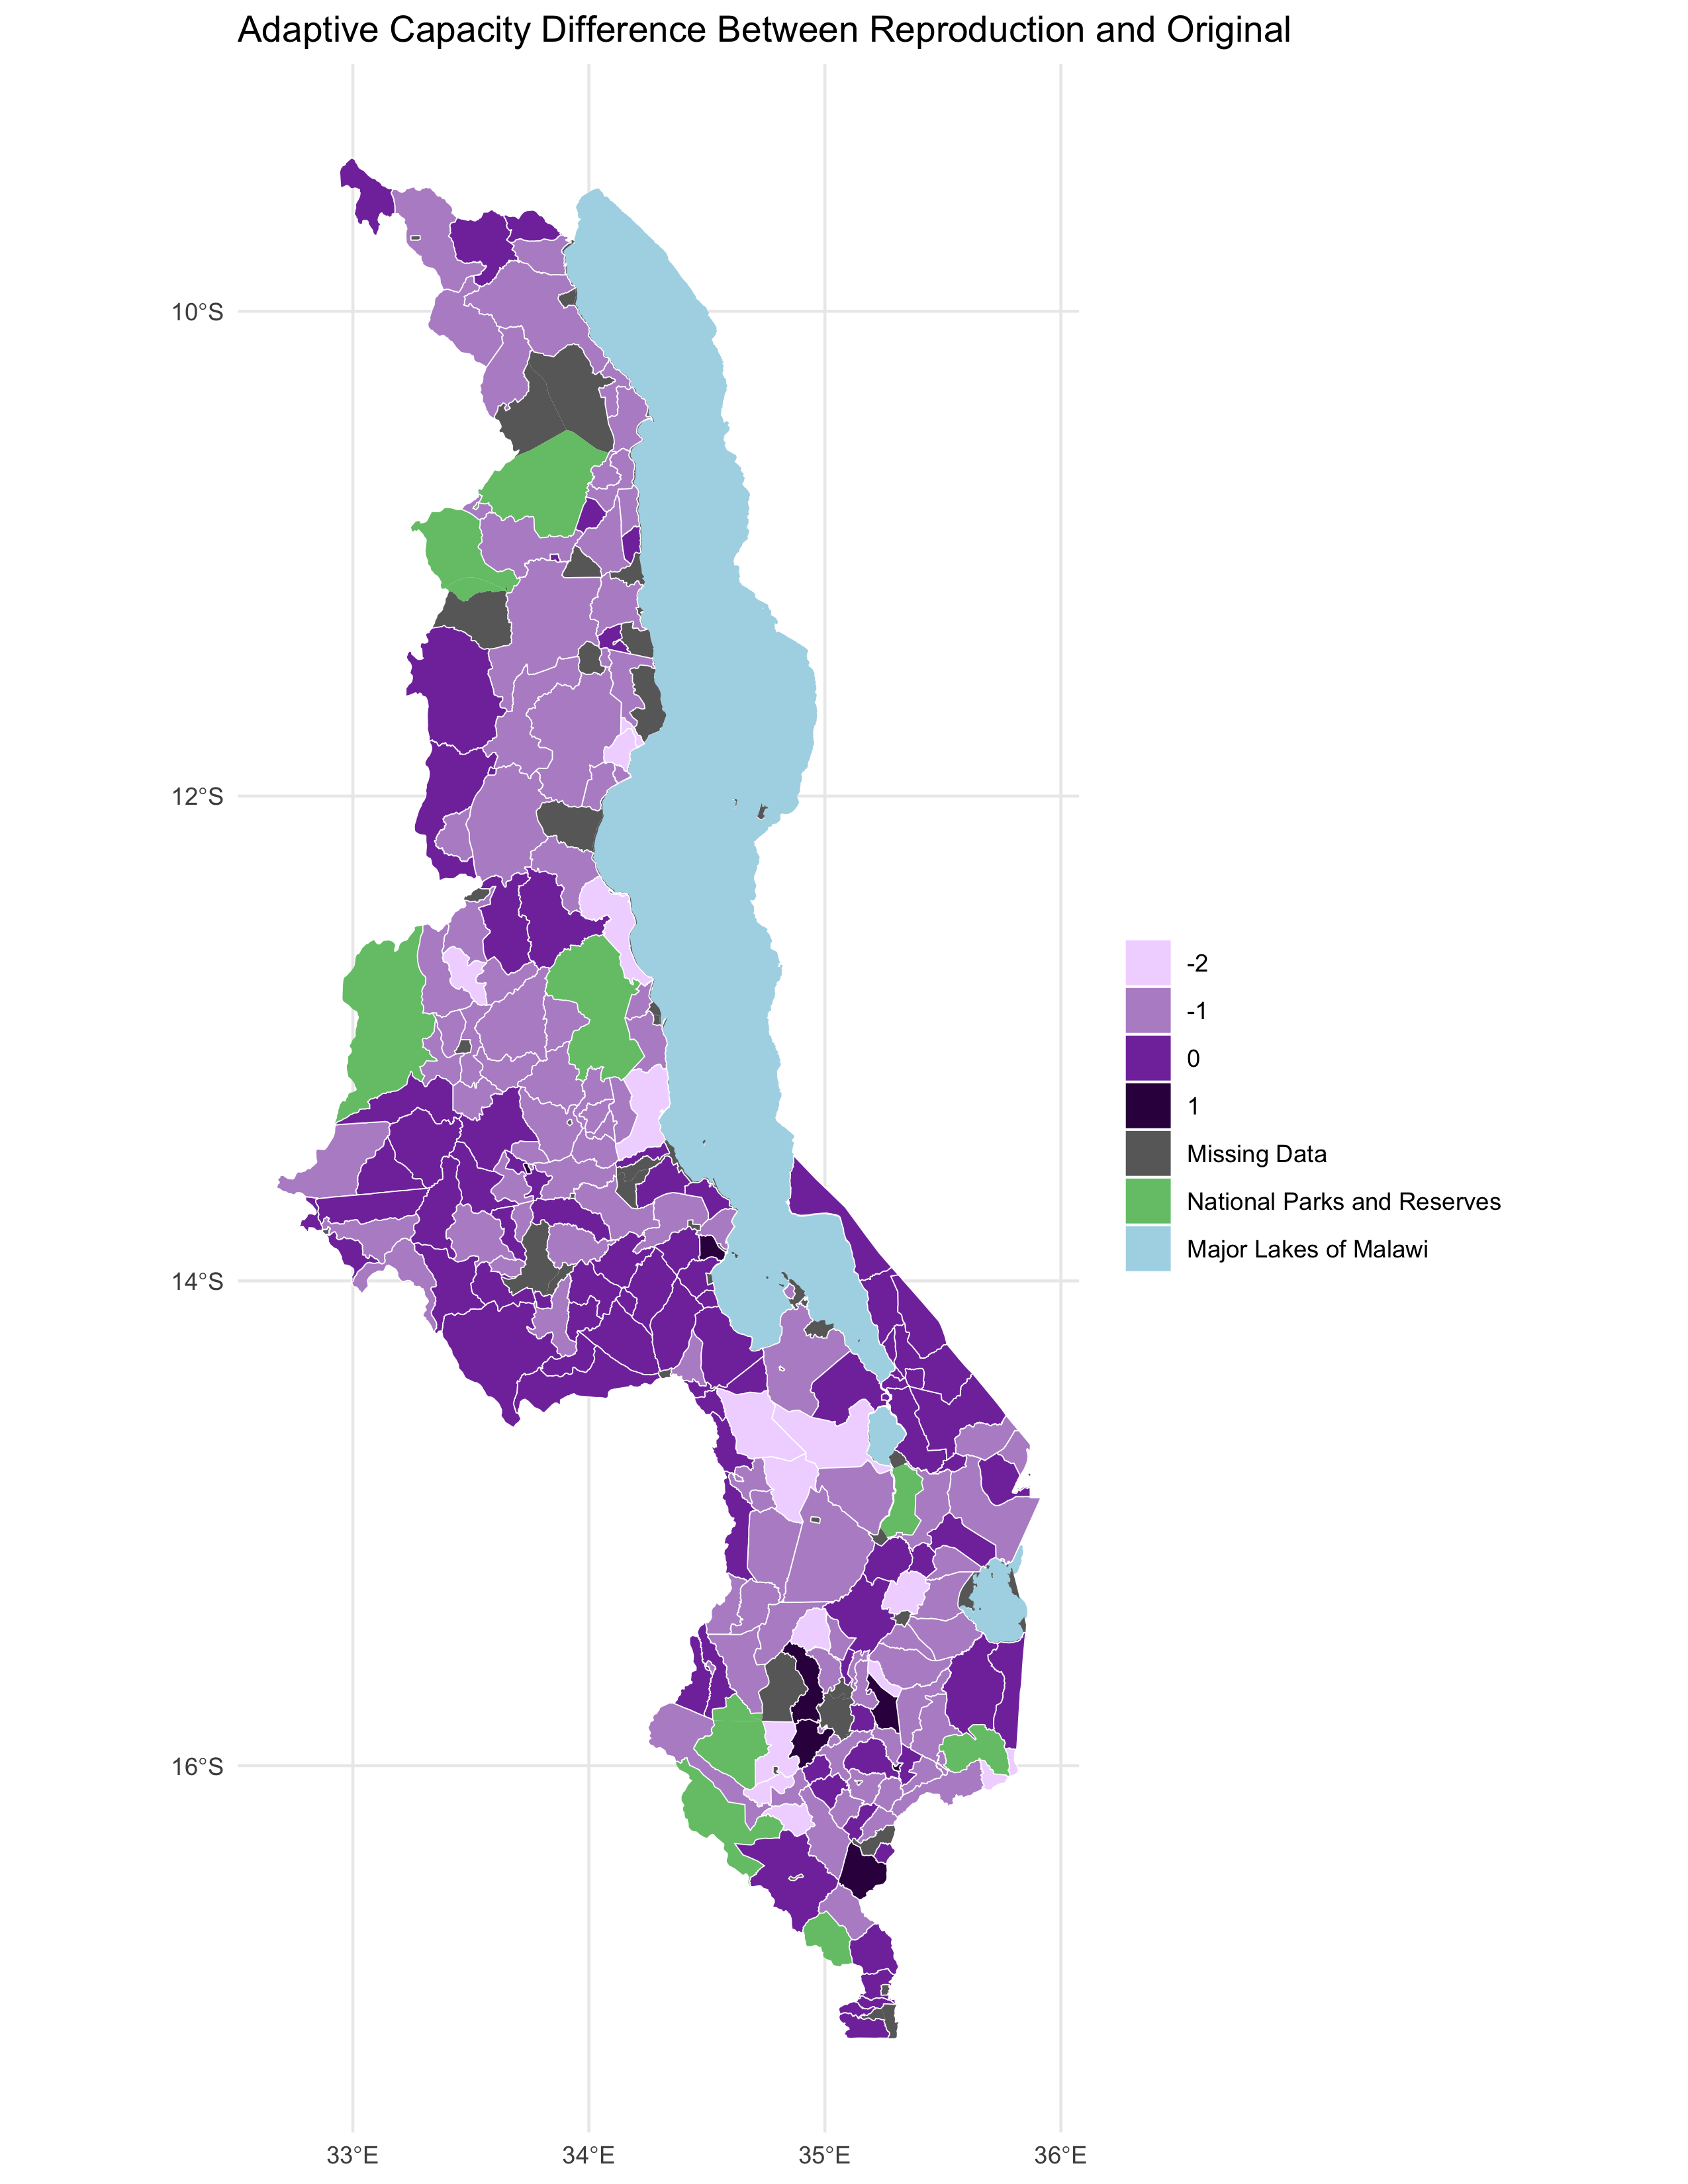 Adaptive Capacity Difference Between Reproduction and Original
10°S
12°S
14°S
16°S
33°E
34°E
35°E
36°E
-2
-1
0
1
Missing Data
National Parks and Reserves
Major Lakes of Malawi